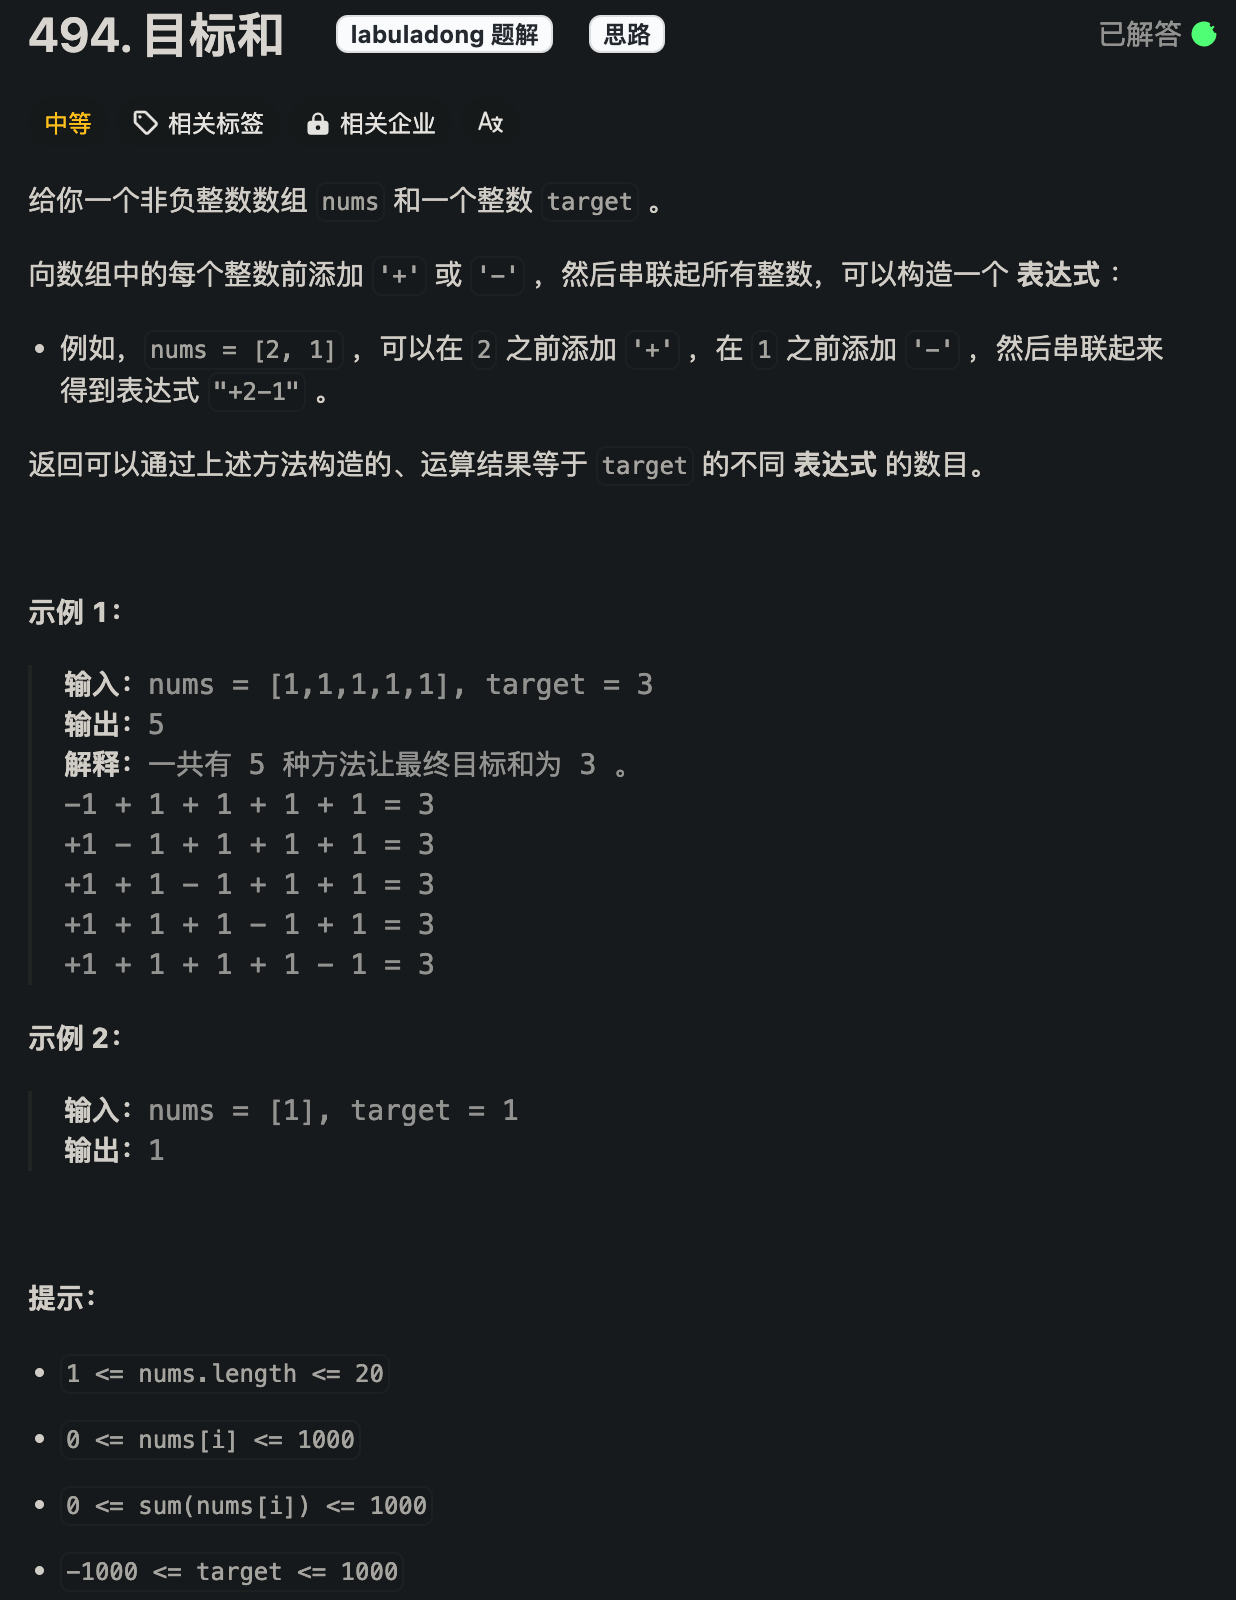 494. 目标和 labuladong 题解 思路 已解答
中等 相关标签 相关企业
给你一个非负整数数组 nums 和一个整数 target 。
向数组中的每个整数前添加 '+' 或 '-' ，然后串联起所有整数，可以构造一个 表达式 ：
• 例如， nums = [2, 1] ，可以在 2 之前添加 '+' ，在 1 之前添加 '-' ，然后串联起来
得到表达式 "+2-1" 。
返回可以通过上述方法构造的、运算结果等于 target 的不同 表达式 的数目。
示例 1：
输入：nums = [1,1,1,1,1], target = 3
输出：5
解释：一共有 5 种方法让最终目标和为 3 。
-1 + 1 + 1 + 1 + 1 = 3
+1 - 1 + 1 + 1 + 1 = 3
+1 + 1 - 1 + 1 + 1 = 3
+1 + 1 + 1 - 1 + 1 = 3
+1 + 1 + 1 + 1 - 1 = 3
示例 2：
输入：nums = [1], target = 1
输出：1
提示：
• 1 <= nums.length <= 20
• 0 <= nums[i] <= 1000
• 0 <= sum(nums[i]) <= 1000
• -1000 <= target <= 1000